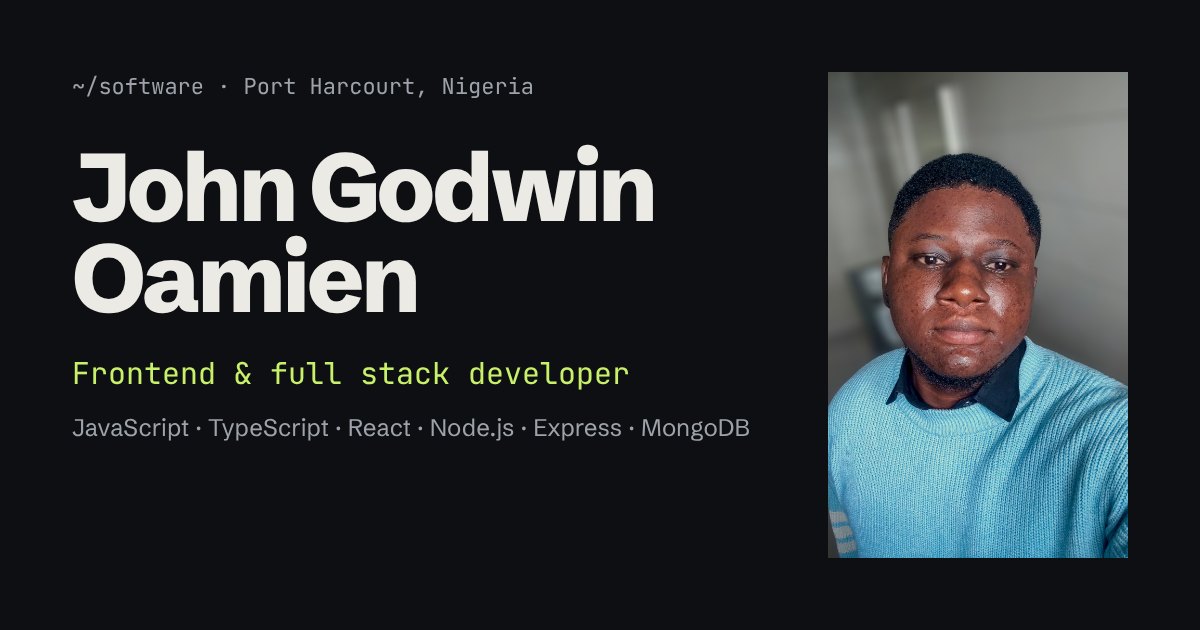 ~/software · Port Harcourt, Nigeria
John Godwin
Oamien
Frontend & full stack developer
JavaScript · TypeScript · React · Node.js · Express · MongoDB